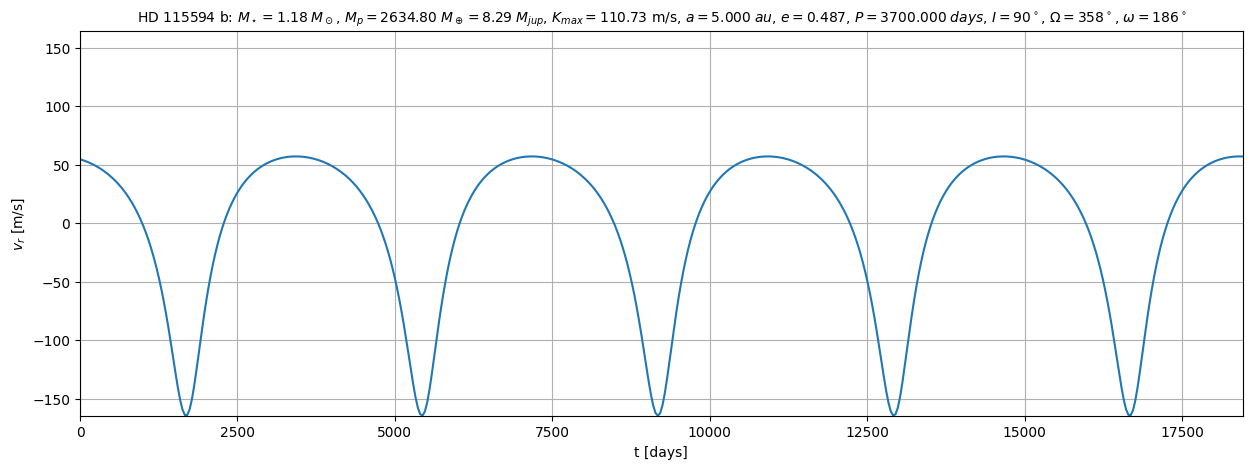 HD 115594 b: M⋆ = 1.18 M⊙, Mp = 2634.80 M⊕ = 8.29 Mjup, Kmax = 110.73 m/s, a = 5.000 au, e = 0.487, P = 3700.000 days, I = 90°, Ω = 358°, ω = 186°
150
100
50
0
−50
−100
−150
vr [m/s]
0 2500 5000 7500 10000 12500 15000 17500
t [days]